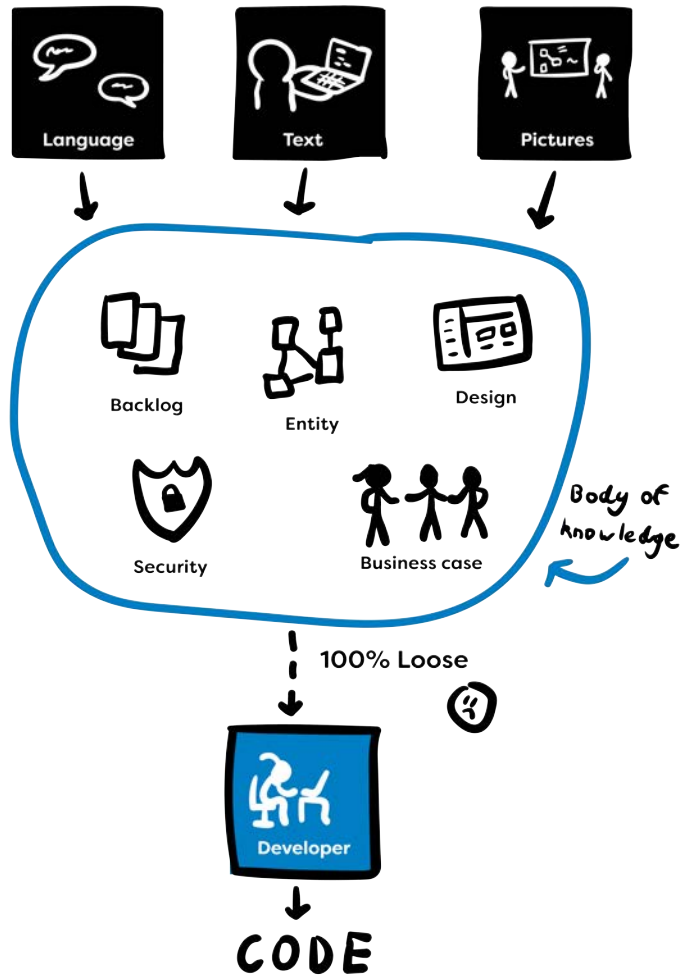 Language
Text
Pictures
Backlog
Entity
Design
Security
Business case
Body of
knowledge
100% Loose
Developer
CODE